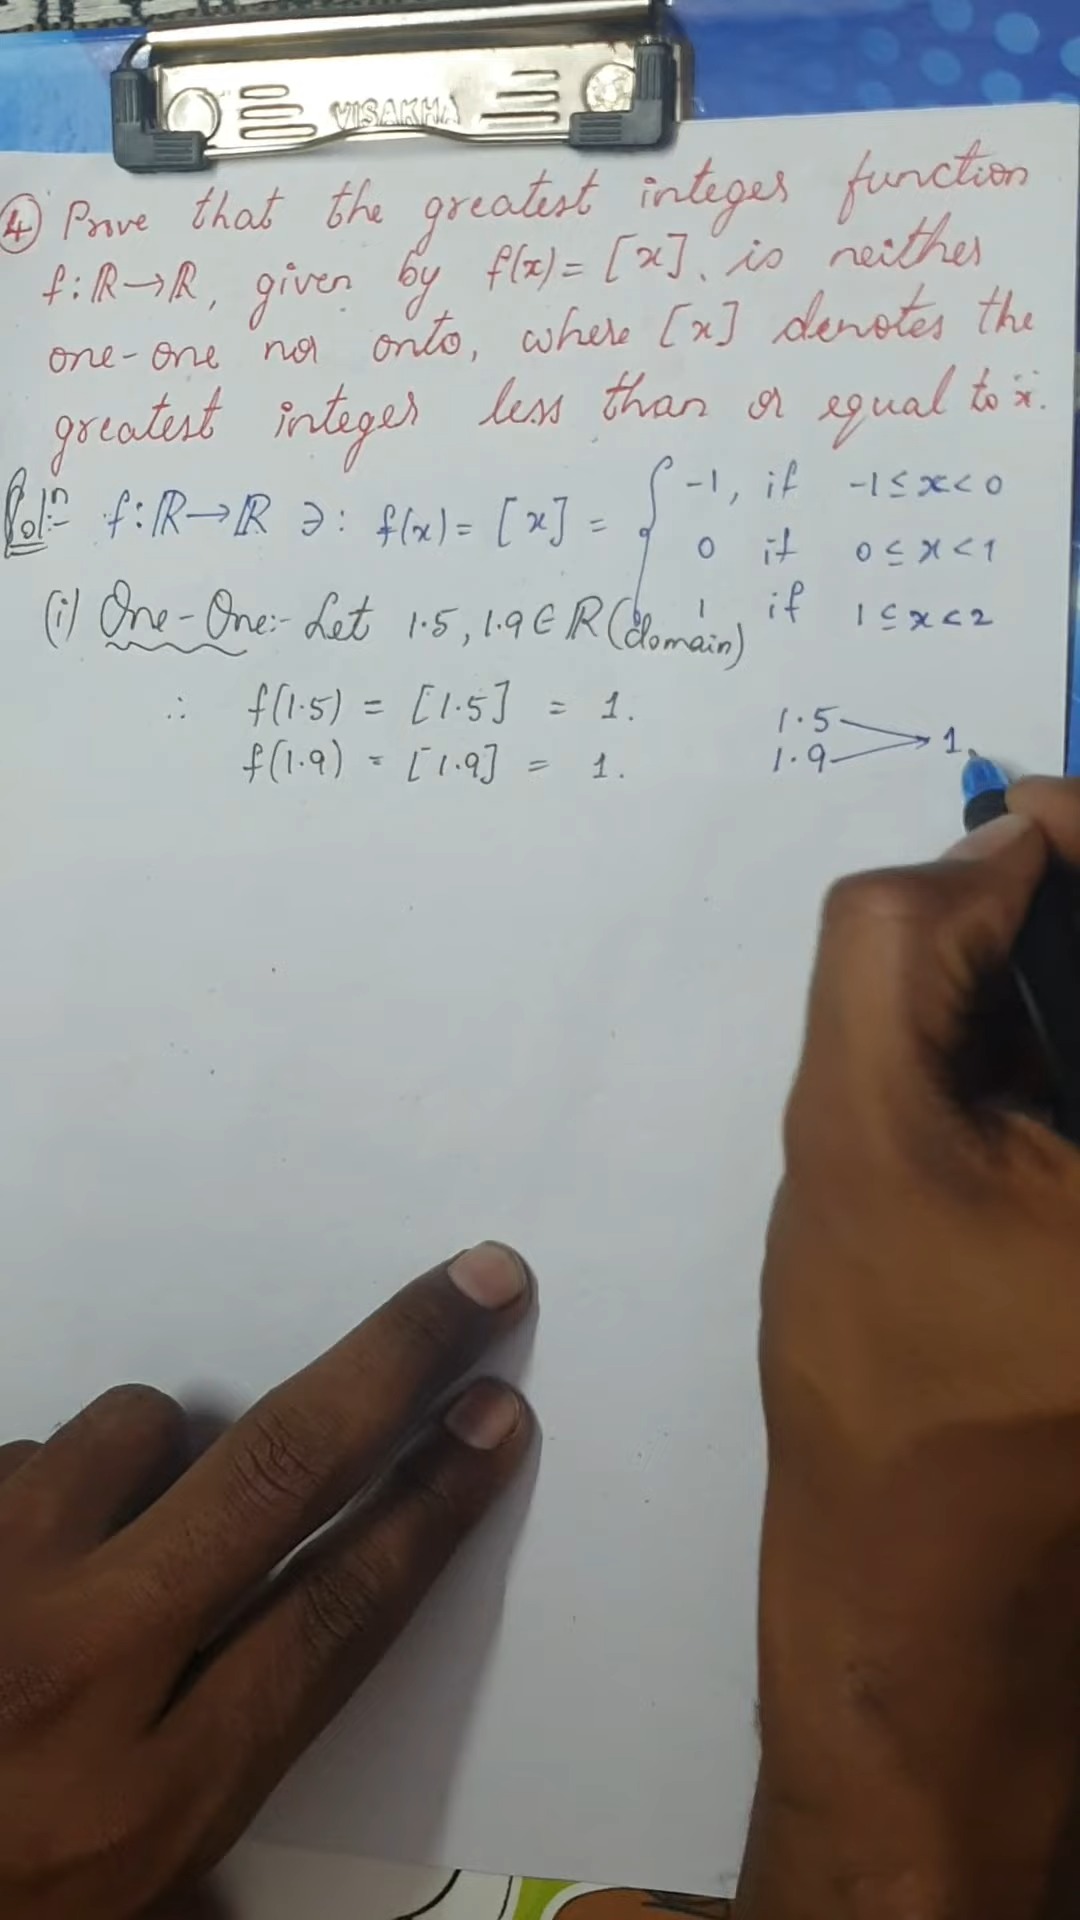 VISAKHA
④ Prove that the greatest integer function
f:ℝ→ℝ, given by f(x)=[x], is neither
one-one nor onto, where [x] denotes the
greatest integer less than or equal to 'x'.
Solⁿ:- f:ℝ→ℝ ∋: f(x)=[x]= { -1, if -1≤x<0
0 if 0≤x<1
1 if 1≤x<2
(i) One-One:- Let 1.5, 1.9∈ℝ(domain)
∴ f(1.5) = [1.5] = 1.
f(1.9) = [1.9] = 1.
1.5
1.9 → 1.